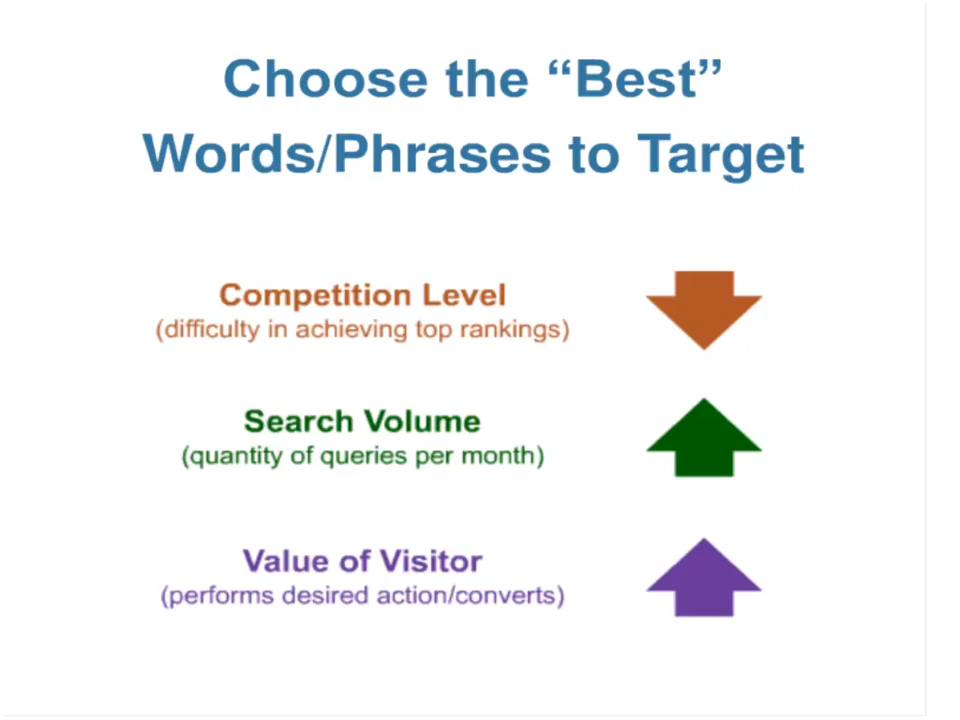 Choose the “Best”
Words/Phrases to Target
Competition Level
(difficulty in achieving top rankings)
Search Volume
(quantity of queries per month)
Value of Visitor
(performs desired action/converts)